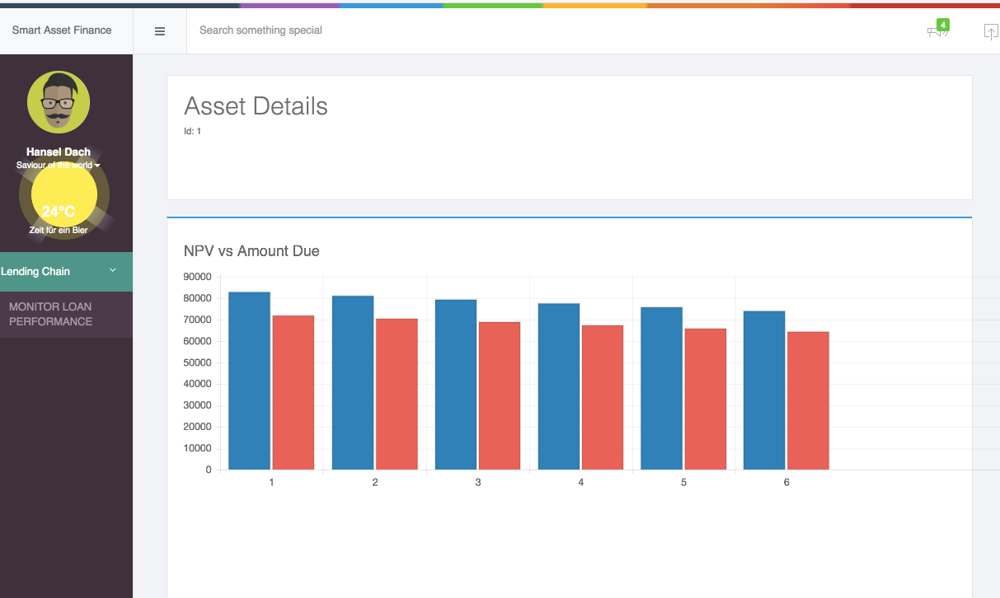 Smart Asset Finance
Search something special
4
Hansel Dach
Saviour of the world
24°C
Zeit für ein Bier
Lending Chain
MONITOR LOAN
PERFORMANCE
Asset Details
Id: 1
NPV vs Amount Due
90000
80000
70000
60000
50000
40000
30000
20000
10000
0
1 2 3 4 5 6